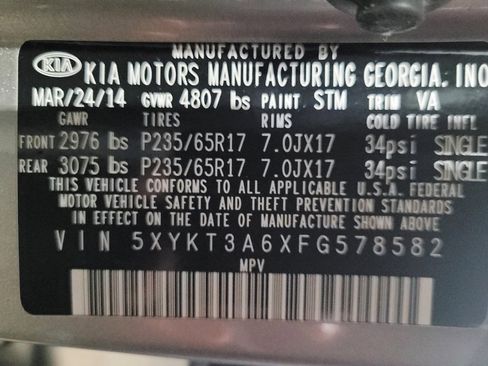 MANUFACTURED BY
KIA KIA MOTORS MANUFACTURING GEORGIA, INC
MAR/24/14 GVWR 4807 lbs PAINT STM TRIM VA
GAWR TIRES RIMS COLD TIRE INFL
FRONT 2976 lbs P235/65R17 7.0JX17 34psi SINGLE
REAR 3075 lbs P235/65R17 7.0JX17 34psi SINGLE
THIS VEHICLE CONFORMS TO ALL APPLICABLE U.S.A. FEDERAL
MOTOR VEHICLE SAFETY AND THEFT PREVENTION STANDARDS
IN EFFECT ON THE DATE OF MANUFACTURE SHOWN ABOVE
VIN 5XYKT3A6XFG578582
MPV